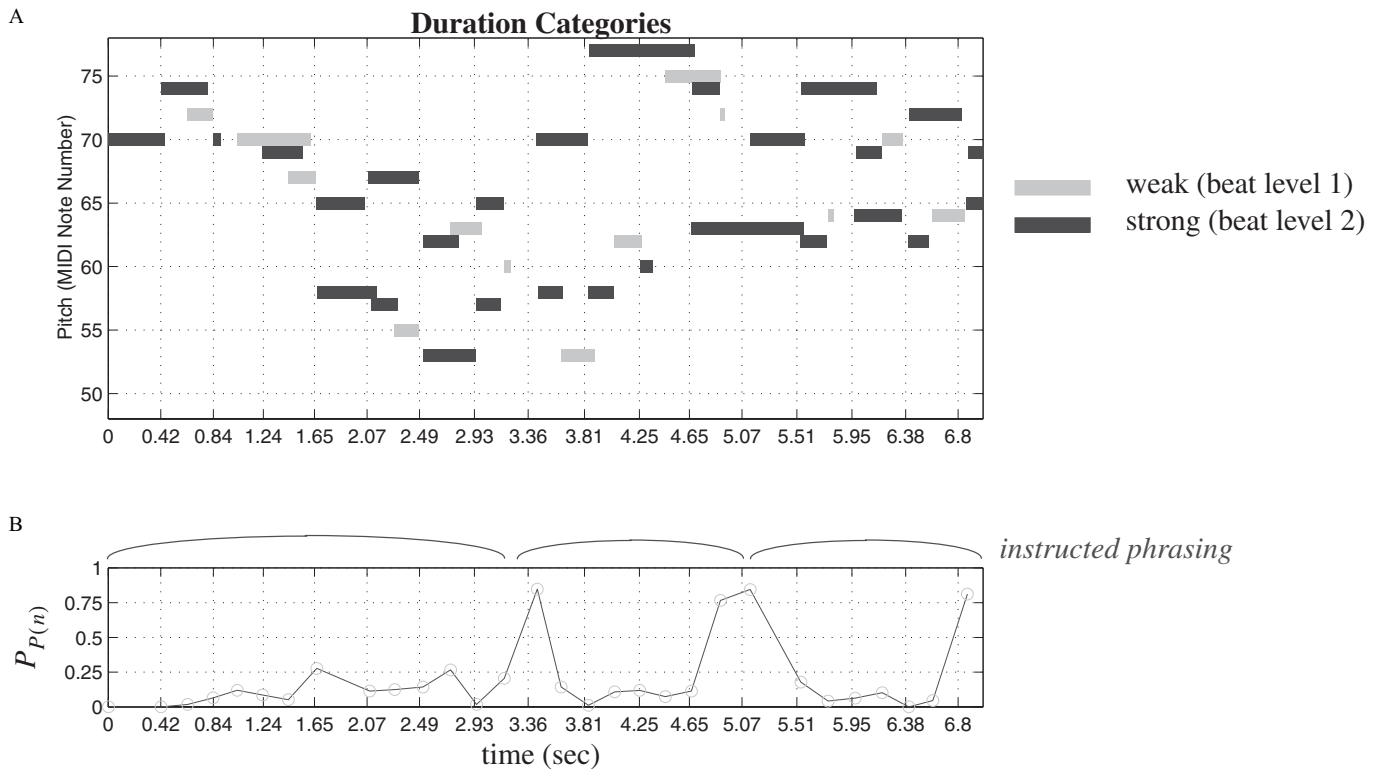 A
Duration Categories
Pitch (MIDI Note Number)
75
70
65
60
55
50
0 0.42 0.84 1.24 1.65 2.07 2.49 2.93 3.36 3.81 4.25 4.65 5.07 5.51 5.95 6.38 6.8
weak (beat level 1)
strong (beat level 2)
B
instructed phrasing
P_{P(n)}
1
0.75
0.5
0.25
0
0 0.42 0.84 1.24 1.65 2.07 2.49 2.93 3.36 3.81 4.25 4.65 5.07 5.51 5.95 6.38 6.8
time (sec)